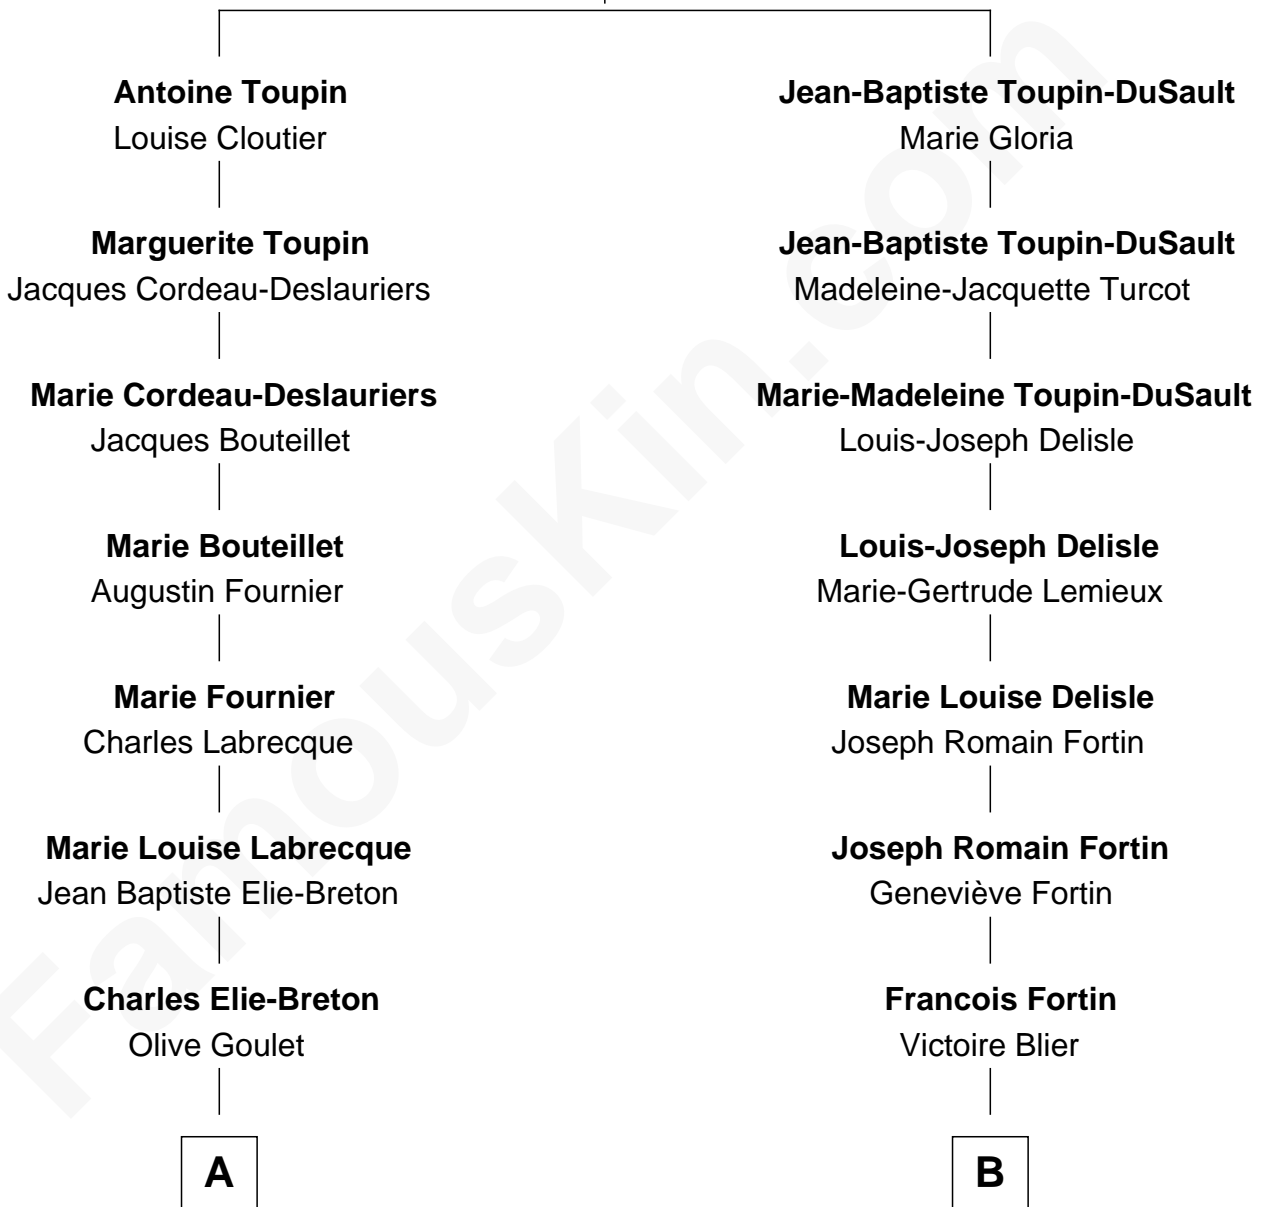 Antoine Toupin
Louise Cloutier
Marguerite Toupin
Jacques Cordeau-Deslauriers
Marie Cordeau-Deslauriers
Jacques Bouteillet
Marie Bouteillet
Augustin Fournier
Marie Fournier
Charles Labrecque
Marie Louise Labrecque
Jean Baptiste Elie-Breton
Charles Elie-Breton
Olive Goulet
A
Jean-Baptiste Toupin-DuSault
Marie Gloria
Jean-Baptiste Toupin-DuSault
Madeleine-Jacquette Turcot
Marie-Madeleine Toupin-DuSault
Louis-Joseph Delisle
Louis-Joseph Delisle
Marie-Gertrude Lemieux
Marie Louise Delisle
Joseph Romain Fortin
Joseph Romain Fortin
Geneviève Fortin
Francois Fortin
Victoire Blier
B
FamousKin.com